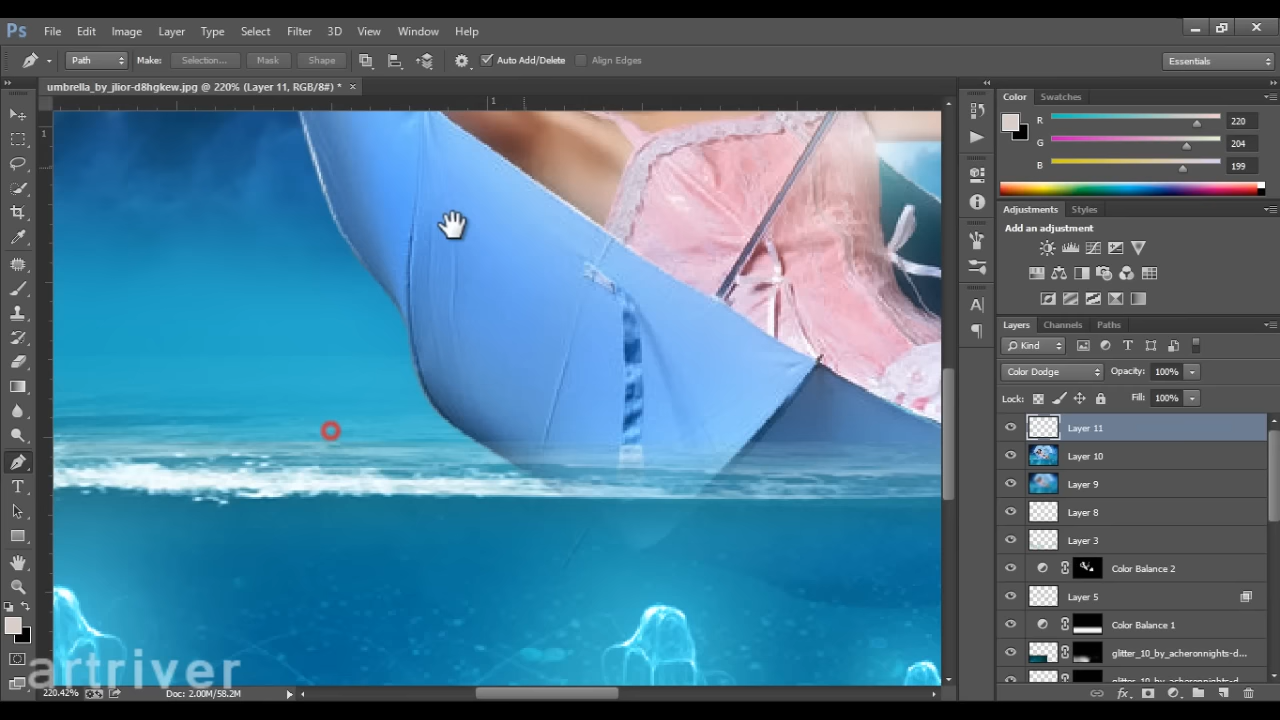 Ps File Edit Image Layer Type Select Filter 3D View Window Help
Path Make: Selection... Mask Shape Auto Add/Delete Align Edges Essentials
umbrella_by_jlior-d8hgkew.jpg @ 220% (Layer 11, RGB/8#) *
1
1
Color Swatches
R 220
G 204
B 199
Adjustments Styles
Add an adjustment
Layers Channels Paths
Kind
Color Dodge Opacity: 100%
Lock: Fill: 100%
Layer 11
Layer 10
Layer 9
Layer 8
Layer 3
Color Balance 2
Layer 5
Color Balance 1
glitter_10_by_acheronnights-d...
glitter_10_by_acheronnights-d...
artriver
220.42% Doc: 2.00M/58.2M